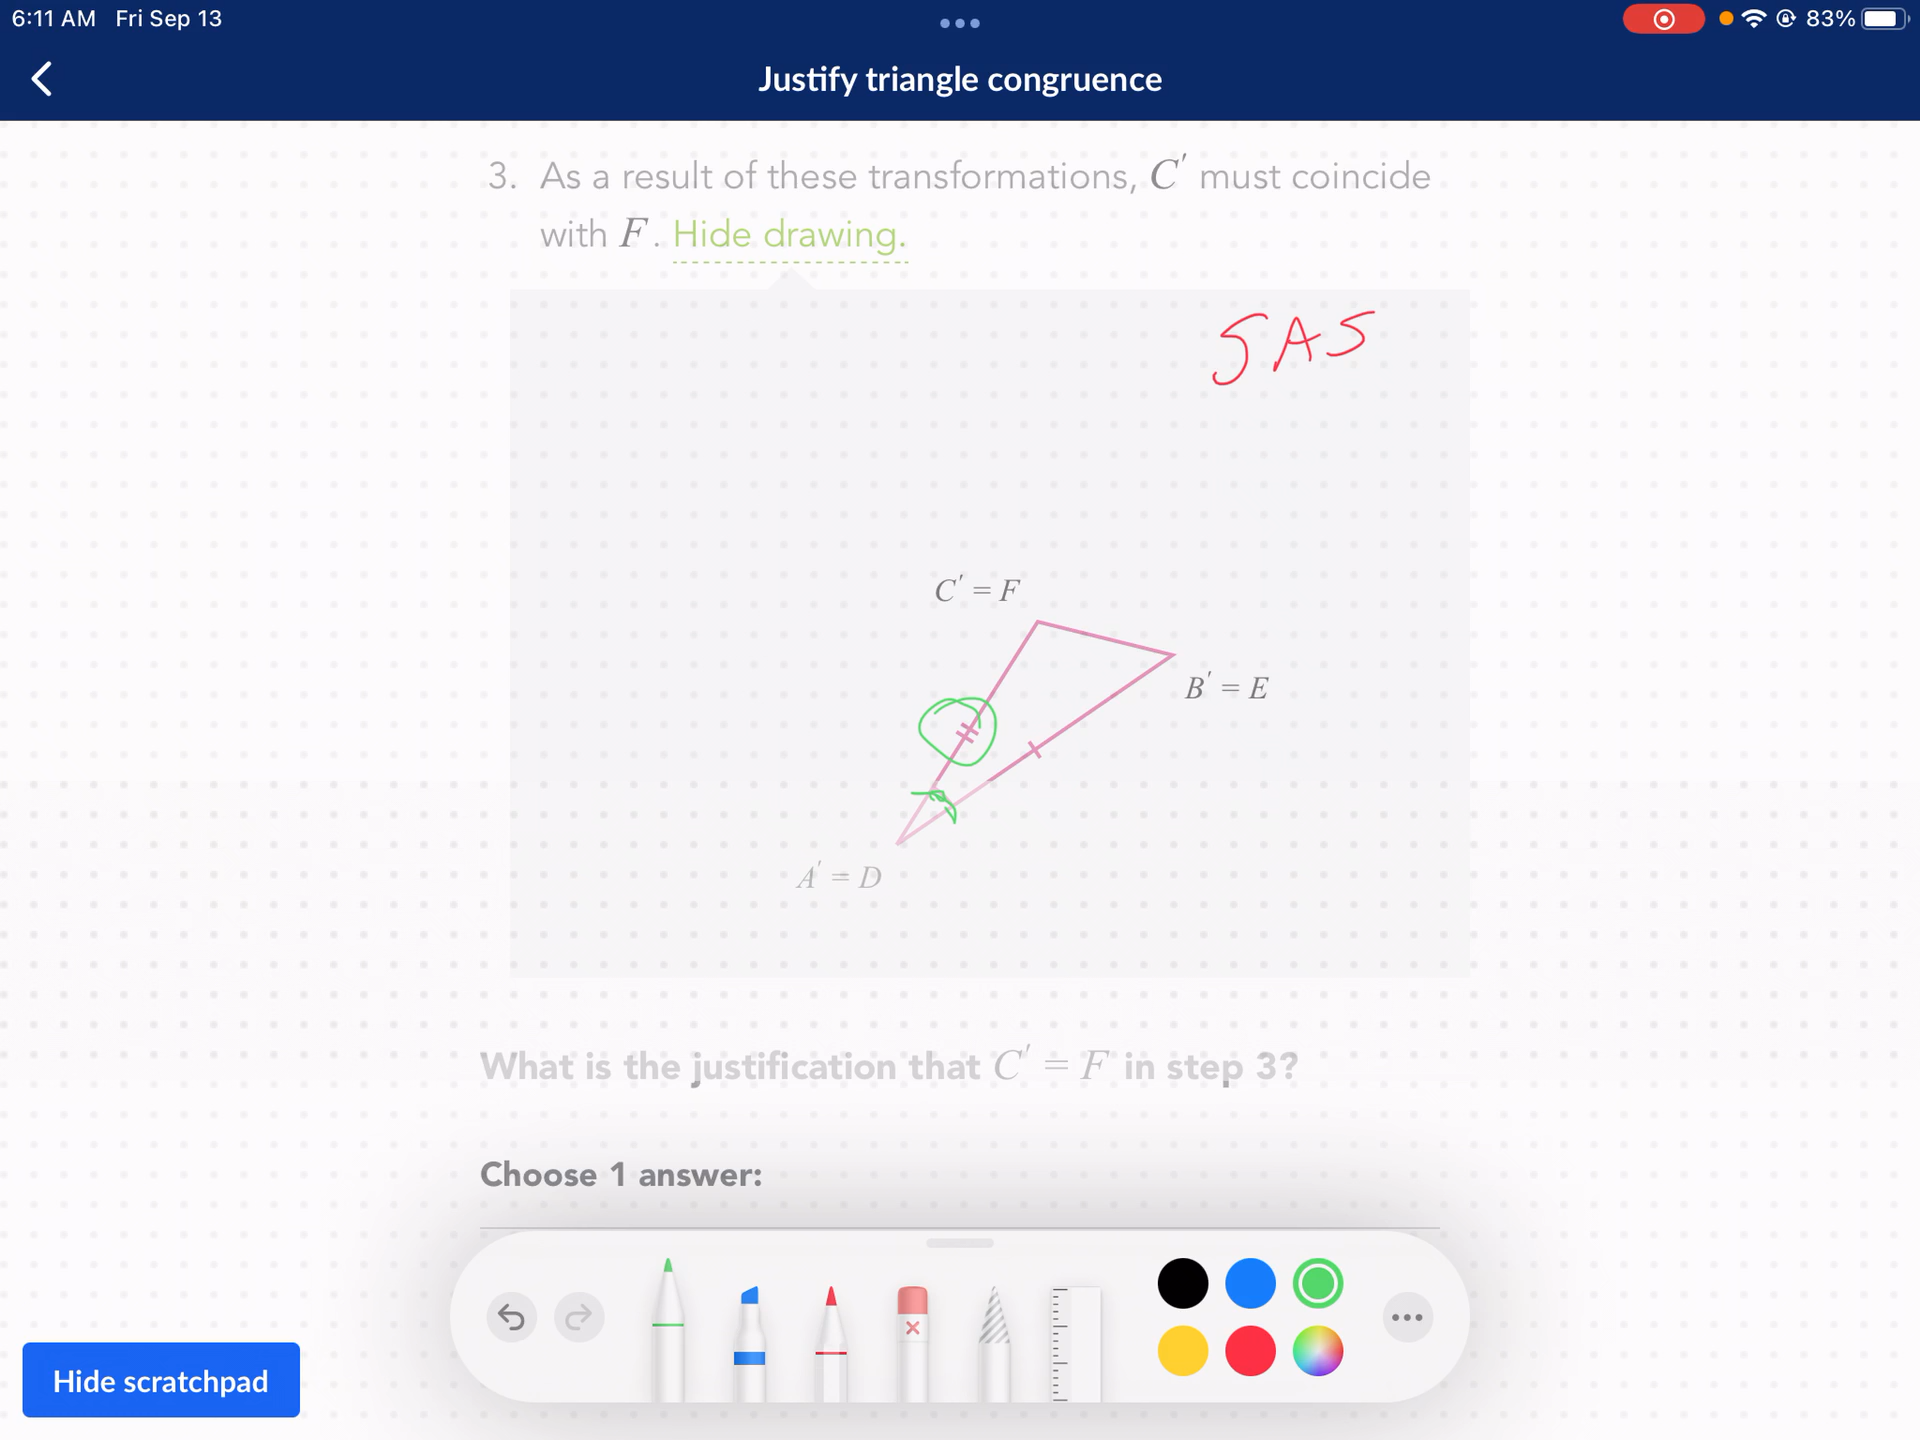 6:11 AM Fri Sep 13
83%
Justify triangle congruence
3. As a result of these transformations, C′ must coincide
with F. Hide drawing.
SAS
C′ = F
B′ = E
A′ = D
What is the justification that C′ = F in step 3?
Choose 1 answer:
Hide scratchpad